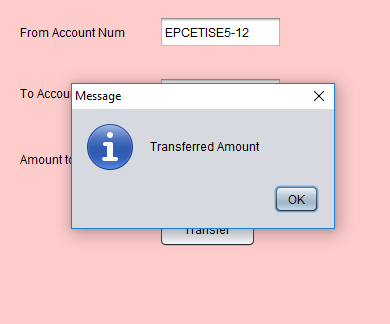 From Account Num EPCETISE5-12
To Accou
Message
Transferred Amount
Amount to
OK
Transfer